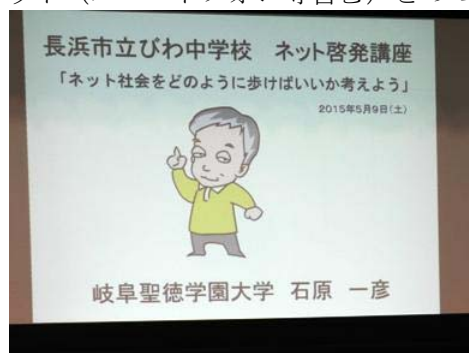 長浜市立びわ中学校 ネット啓発講座
「ネット社会をどのように歩けばいいか考えよう」
2015年5月9日(土)
岐阜聖徳学園大学 石原 一彦